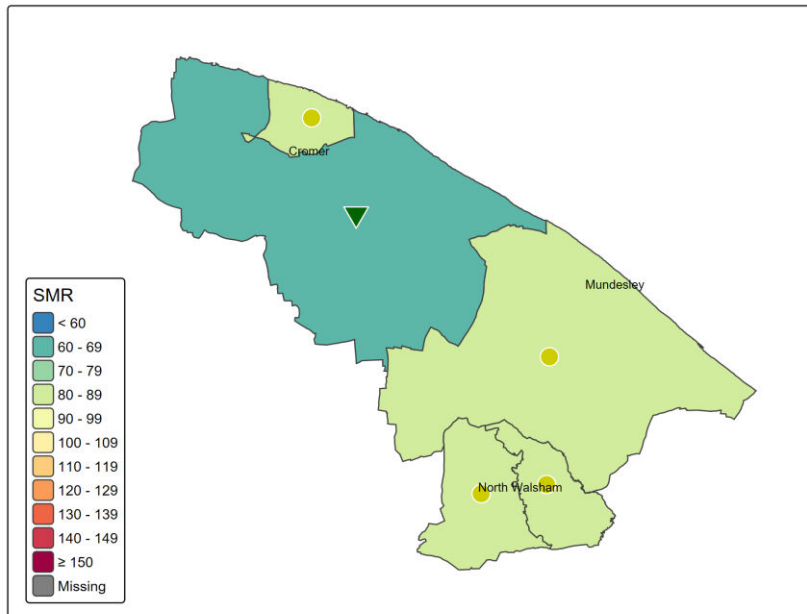 Cromer
Mundesley
North Walsham
SMR
< 60
60 - 69
70 - 79
80 - 89
90 - 99
100 - 109
110 - 119
120 - 129
130 - 139
140 - 149
≥ 150
Missing